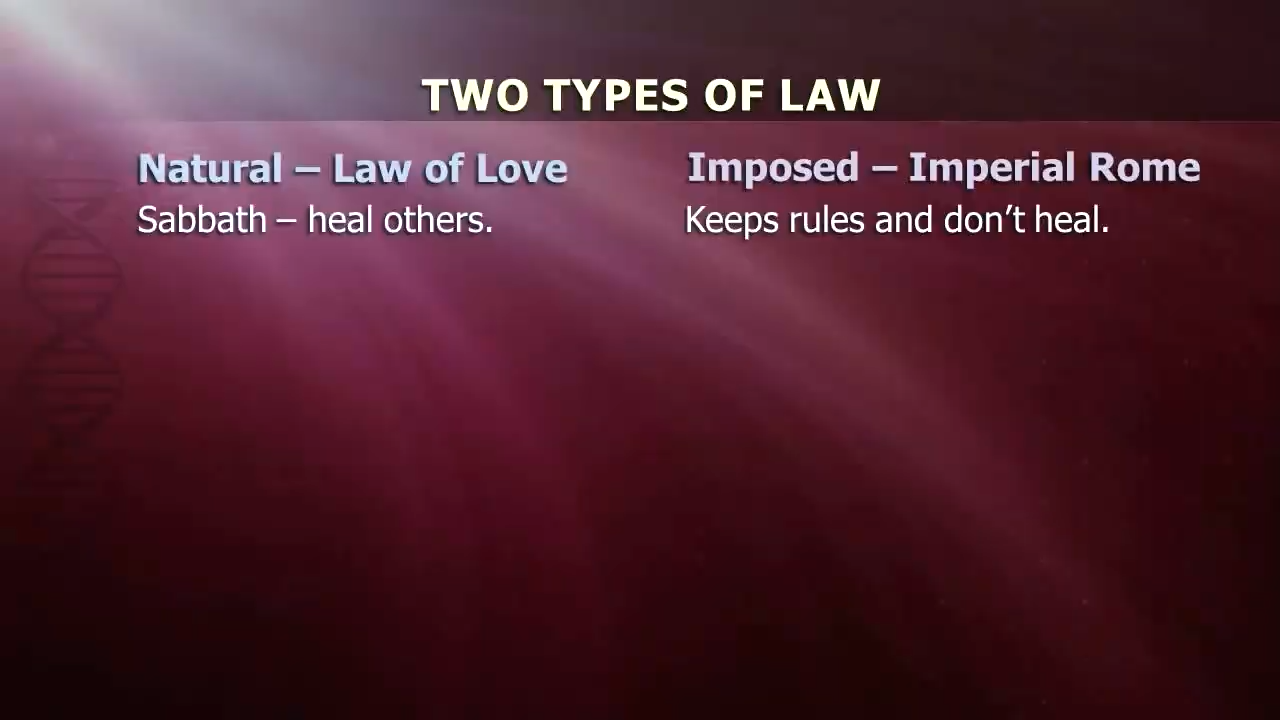 TWO TYPES OF LAW
Natural – Law of Love
Imposed – Imperial Rome
Sabbath – heal others.
Keeps rules and don’t heal.